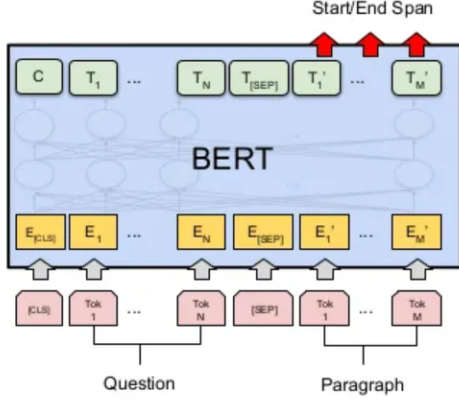 Start/End Span
C T1 ... TN T[SEP] T1' ... TM'
BERT
E[CLS] E1 ... EN E[SEP] E1' ... EM'
[CLS] Tok 1 ... Tok N [SEP] Tok 1 ... Tok M
Question Paragraph